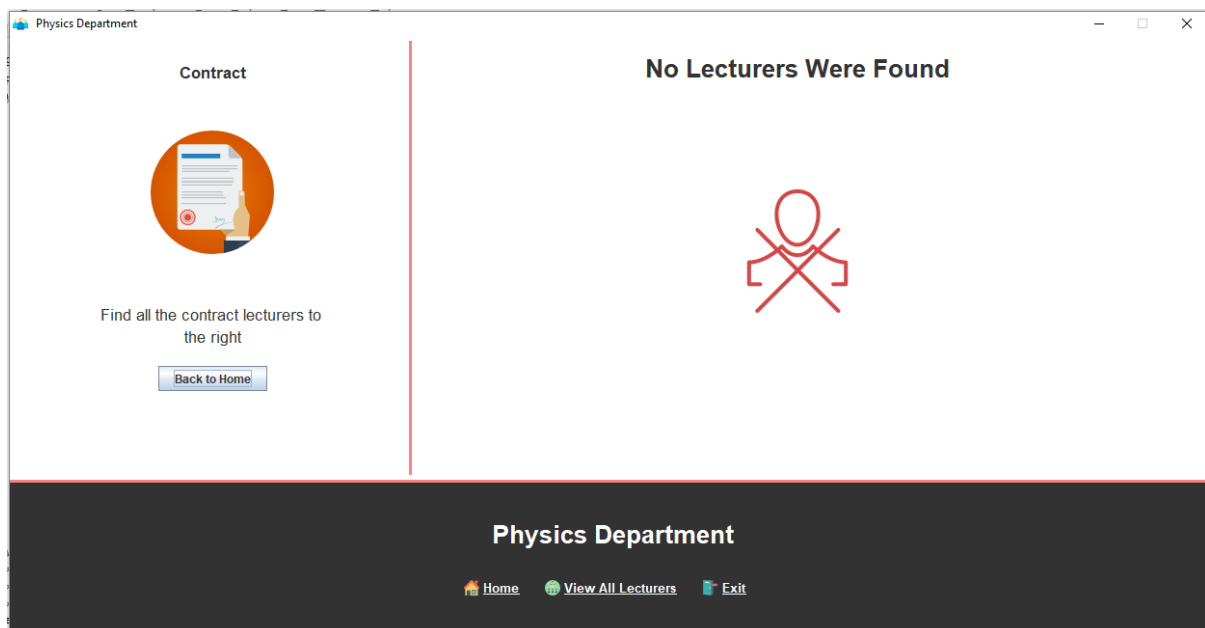 Physics Department
Contract
Find all the contract lecturers to
the right
Back to Home
No Lecturers Were Found
Physics Department
Home View All Lecturers Exit